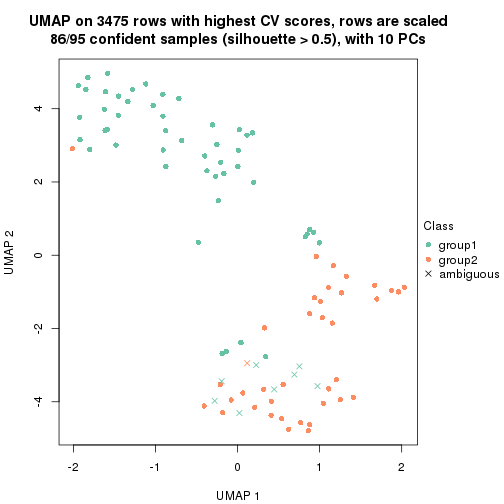 UMAP on 3475 rows with highest CV scores, rows are scaled
86/95 confident samples (silhouette > 0.5), with 10 PCs
UMAP 2
4
2
0
-2
-4
-2
-1
0
1
2
UMAP 1
Class
group1
group2
ambiguous